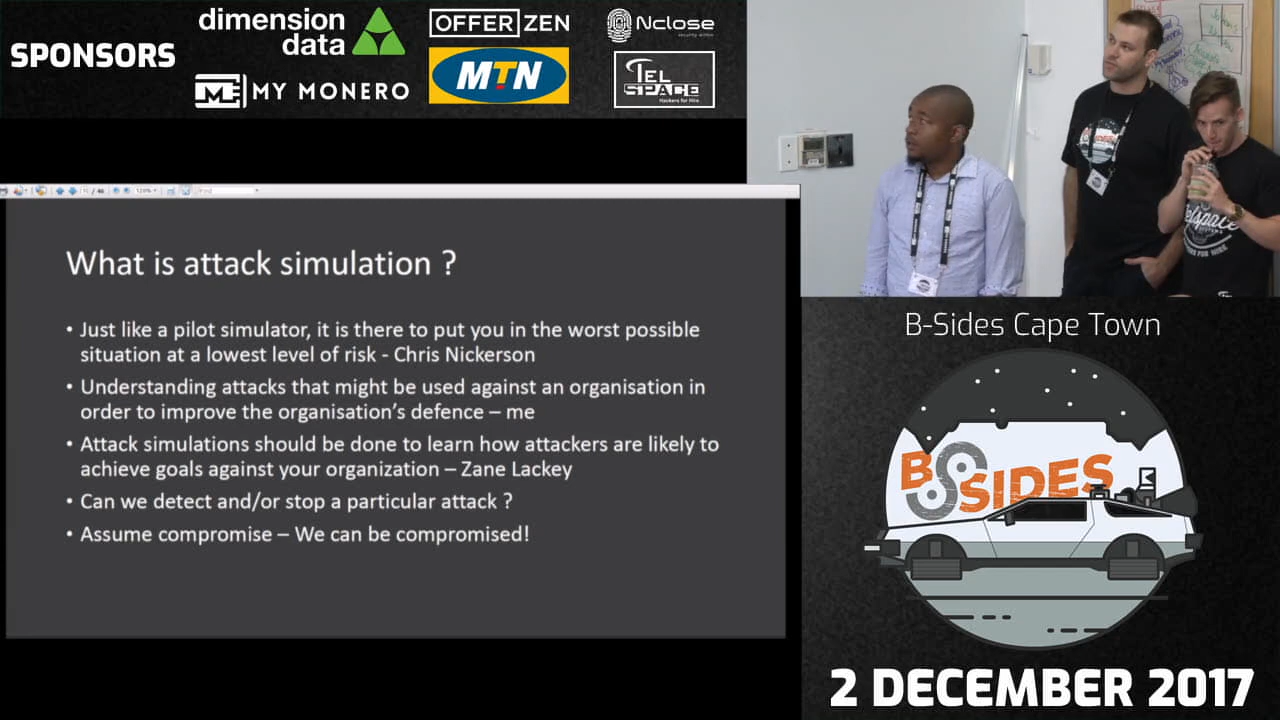 SPONSORS
dimension
data
OFFER ZEN
Nclose
MY MONERO
MTN
TEL
SPACE
Hackers for Hire
What is attack simulation ?
• Just like a pilot simulator, it is there to put you in the worst possible
situation at a lowest level of risk - Chris Nickerson
• Understanding attacks that might be used against an organisation in
order to improve the organisation's defence – me
• Attack simulations should be done to learn how attackers are likely to
achieve goals against your organization – Zane Lackey
• Can we detect and/or stop a particular attack ?
• Assume compromise – We can be compromised!
B-Sides Cape Town
BSIDES
2 DECEMBER 2017